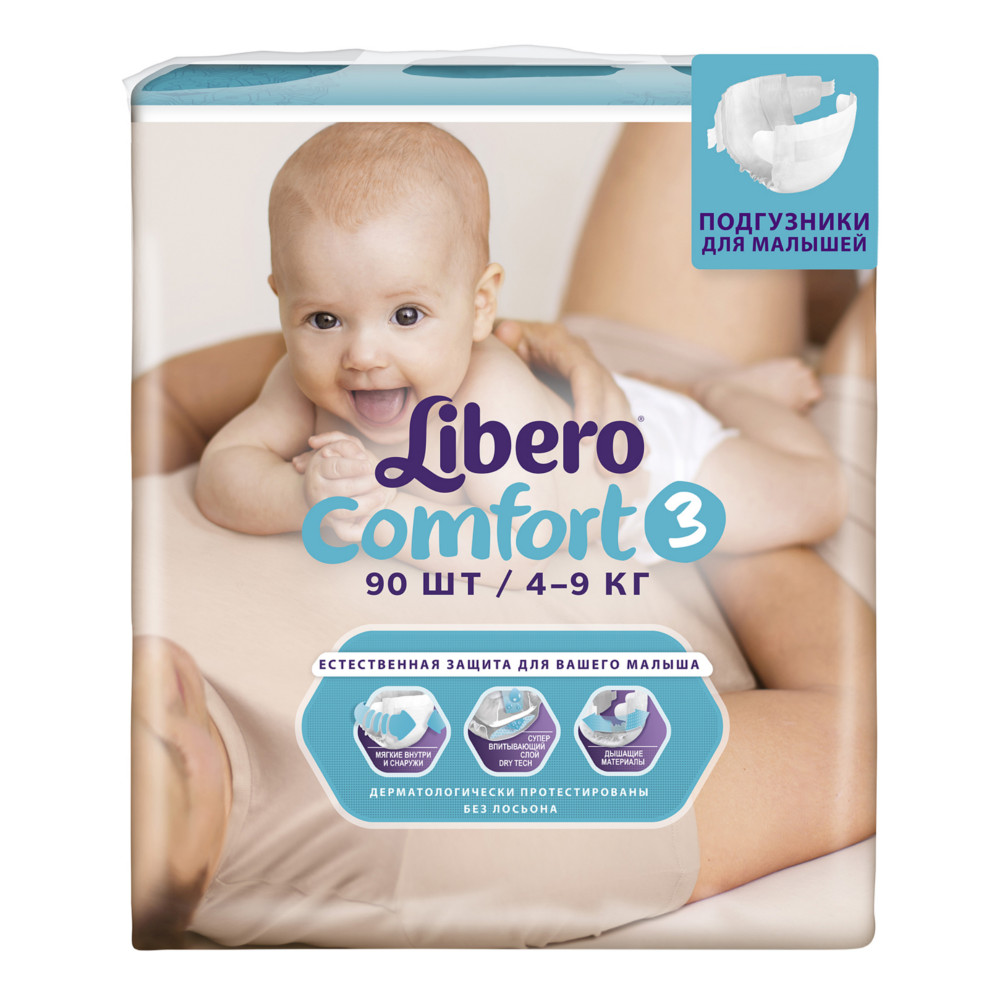 ПОДГУЗНИКИ
ДЛЯ МАЛЫШЕЙ
Libero®
Comfort 3
90 ШТ / 4–9 КГ
ЕСТЕСТВЕННАЯ ЗАЩИТА ДЛЯ ВАШЕГО МАЛЫША
МЯГКИЕ ВНУТРИ
И СНАРУЖИ
СУПЕР
ВПИТЫВАЮЩИЙ
СЛОЙ
DRY TECH
ДЫШАЩИЕ
МАТЕРИАЛЫ
ДЕРМАТОЛОГИЧЕСКИ ПРОТЕСТИРОВАНЫ
БЕЗ ЛОСЬОНА